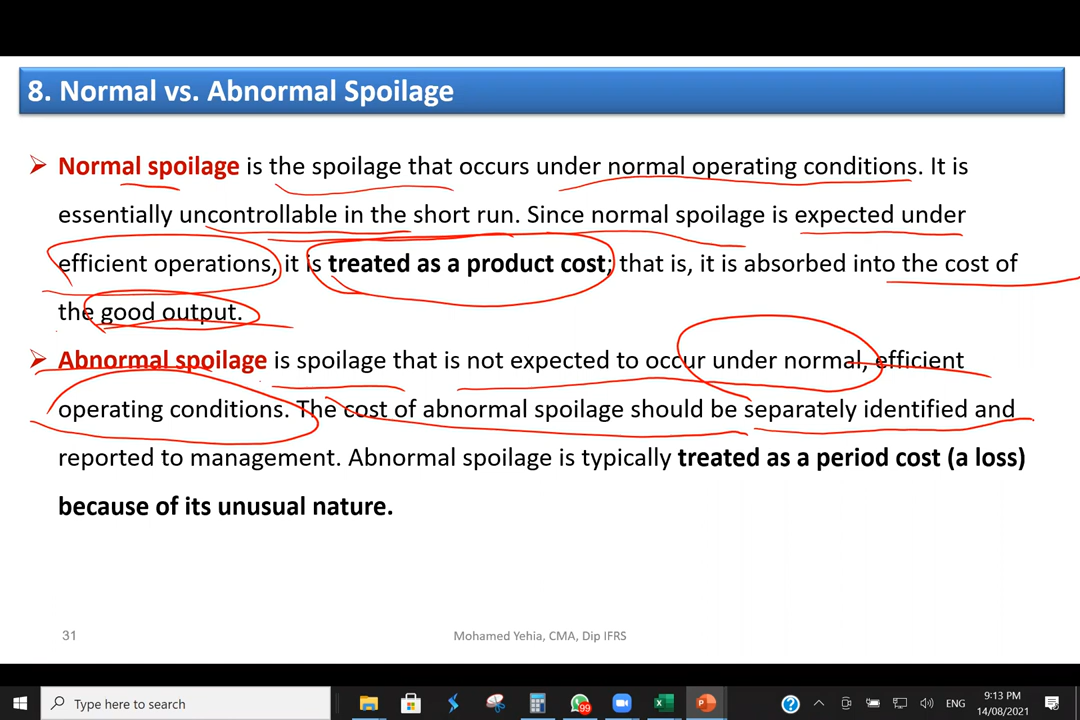 8. Normal vs. Abnormal Spoilage
Normal spoilage is the spoilage that occurs under normal operating conditions. It is
essentially uncontrollable in the short run. Since normal spoilage is expected under
efficient operations, it is treated as a product cost; that is, it is absorbed into the cost of
the good output.
Abnormal spoilage is spoilage that is not expected to occur under normal, efficient
operating conditions. The cost of abnormal spoilage should be separately identified and
reported to management. Abnormal spoilage is typically treated as a period cost (a loss)
because of its unusual nature.
31
Mohamed Yehia, CMA, Dip IFRS
Type here to search
99
ENG
9:13 PM
14/08/2021